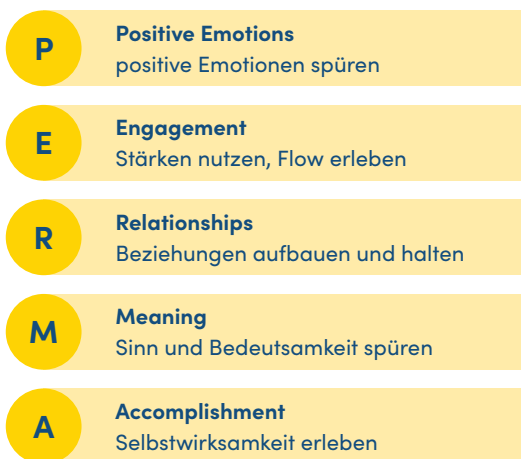 P
Positive Emotions
positive Emotionen spüren
E
Engagement
Stärken nutzen, Flow erleben
R
Relationships
Beziehungen aufbauen und halten
M
Meaning
Sinn und Bedeutsamkeit spüren
A
Accomplishment
Selbstwirksamkeit erleben